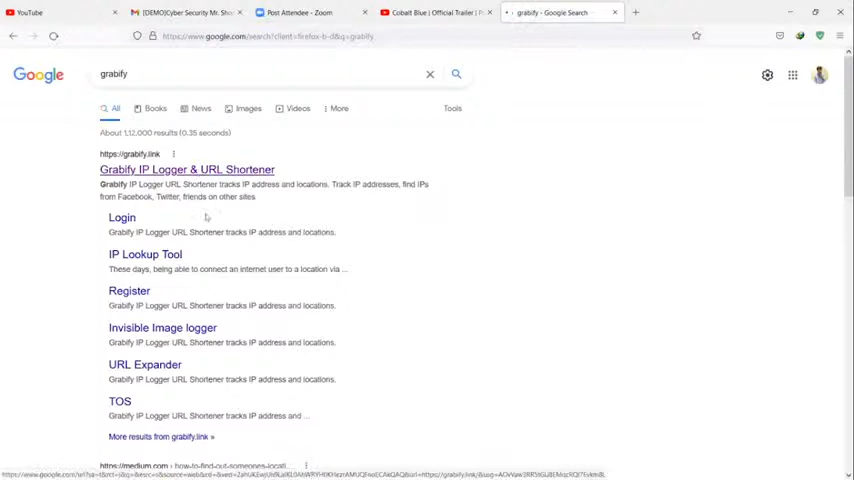 YouTube
[DEMO]Cyber Security Mr. Sho
Post Attendee - Zoom
Cobalt Blue | Official Trailer |
grabify - Google Search
https://www.google.com/search?client=firefox-b-d&q=grabify
Google
grabify
All
Books
News
Images
Videos
More
Tools
About 1,12,000 results (0.35 seconds)
https://grabify.link
Grabify IP Logger & URL Shortener
Grabify IP Logger URL Shortener tracks IP address and locations. Track IP addresses, find IPs
from Facebook, Twitter, friends on other sites
Login
Grabify IP Logger URL Shortener tracks IP address and locations.
IP Lookup Tool
These days, being able to connect an internet user to a location via ...
Register
Grabify IP Logger URL Shortener tracks IP address and locations.
Invisible Image logger
Grabify IP Logger URL Shortener tracks IP address and locations.
URL Expander
Grabify IP Logger URL Shortener tracks IP address and locations.
TOS
Grabify IP Logger URL Shortener tracks IP address and ...
More results from grabify.link »
https://medium.com › how-to-find-out-someones-locati...